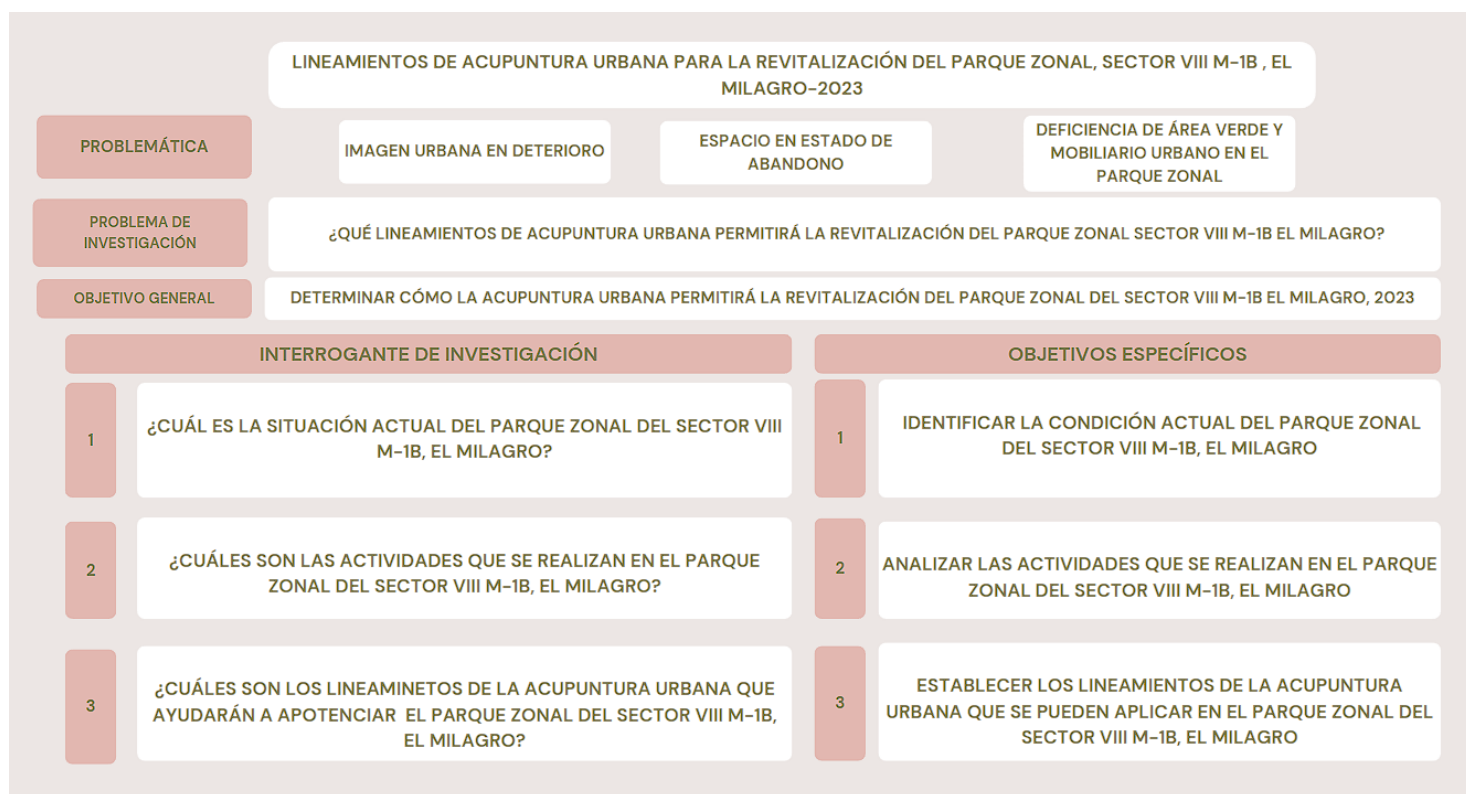 LINEAMIENTOS DE ACUPUNTURA URBANA PARA LA REVITALIZACIÓN DEL PARQUE ZONAL, SECTOR VIII M-1B , EL
MILAGRO-2023
PROBLEMÁTICA
IMAGEN URBANA EN DETERIORO
ESPACIO EN ESTADO DE
ABANDONO
DEFICIENCIA DE ÁREA VERDE Y
MOBILIARIO URBANO EN EL
PARQUE ZONAL
PROBLEMA DE
INVESTIGACIÓN
¿QUÉ LINEAMIENTOS DE ACUPUNTURA URBANA PERMITIRÁ LA REVITALIZACIÓN DEL PARQUE ZONAL SECTOR VIII M-1B EL MILAGRO?
OBJETIVO GENERAL
DETERMINAR CÓMO LA ACUPUNTURA URBANA PERMITIRÁ LA REVITALIZACIÓN DEL PARQUE ZONAL DEL SECTOR VIII M-1B EL MILAGRO, 2023
INTERROGANTE DE INVESTIGACIÓN
1
¿CUÁL ES LA SITUACIÓN ACTUAL DEL PARQUE ZONAL DEL SECTOR VIII
M-1B, EL MILAGRO?
2
¿CUÁLES SON LAS ACTIVIDADES QUE SE REALIZAN EN EL PARQUE
ZONAL DEL SECTOR VIII M-1B, EL MILAGRO?
3
¿CUÁLES SON LOS LINEAMINETOS DE LA ACUPUNTURA URBANA QUE
AYUDARÁN A APOTENCIAR EL PARQUE ZONAL DEL SECTOR VIII M-1B,
EL MILAGRO?
OBJETIVOS ESPECÍFICOS
1
IDENTIFICAR LA CONDICIÓN ACTUAL DEL PARQUE ZONAL
DEL SECTOR VIII M-1B, EL MILAGRO
2
ANALIZAR LAS ACTIVIDADES QUE SE REALIZAN EN EL PARQUE
ZONAL DEL SECTOR VIII M-1B, EL MILAGRO
3
ESTABLECER LOS LINEAMIENTOS DE LA ACUPUNTURA
URBANA QUE SE PUEDEN APLICAR EN EL PARQUE ZONAL DEL
SECTOR VIII M-1B, EL MILAGRO